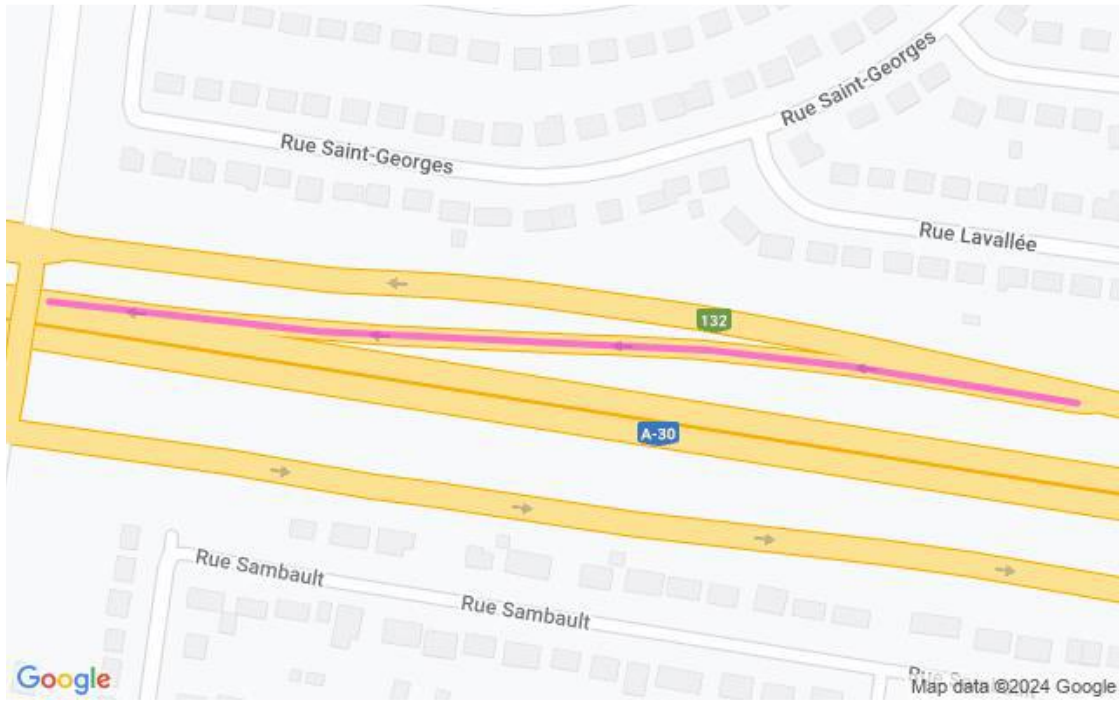 Rue Saint-Georges
Rue Saint-Georges
Rue Lavallée
132
A-30
Rue Sambault
Rue Sambault
Google
Map data ©2024 Google